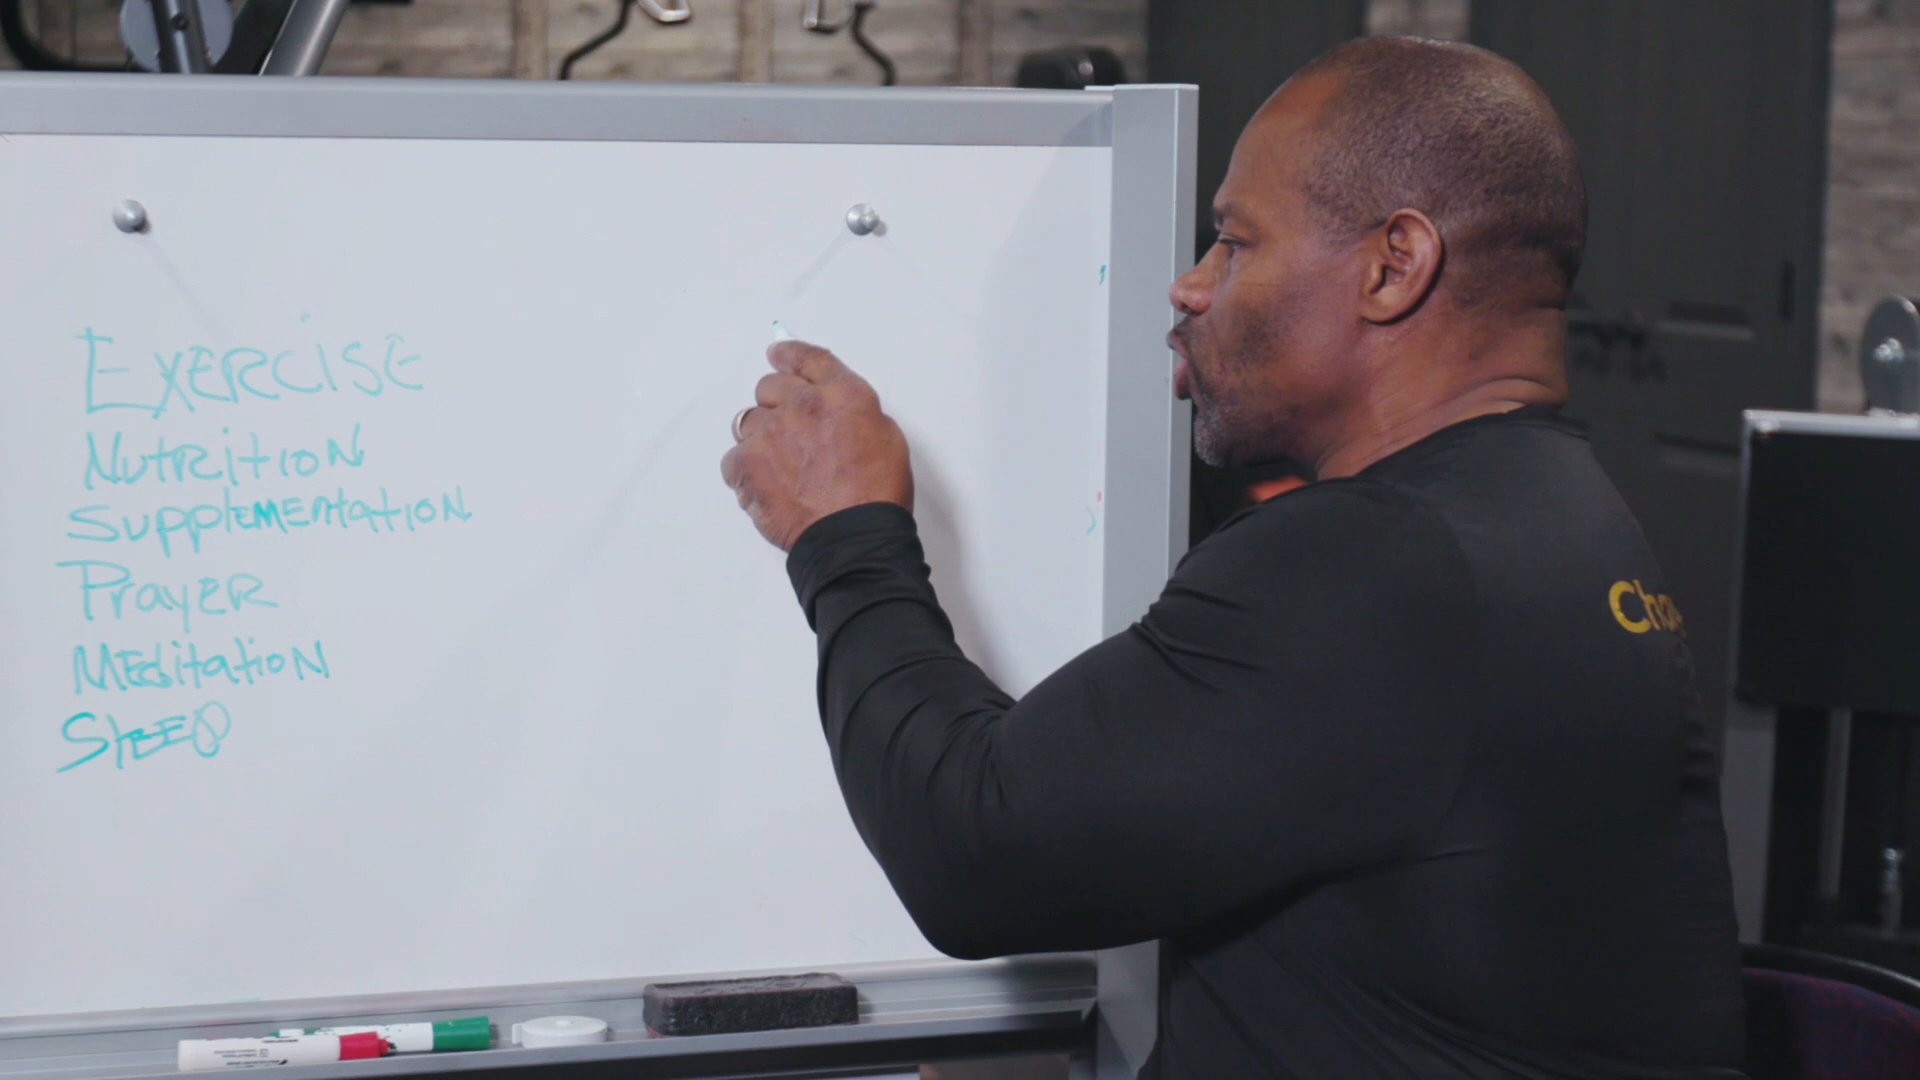 EXERCISE
NUTRITION
SUPPLEMENTATION
PRAYER
MEDITATION
SLEEP